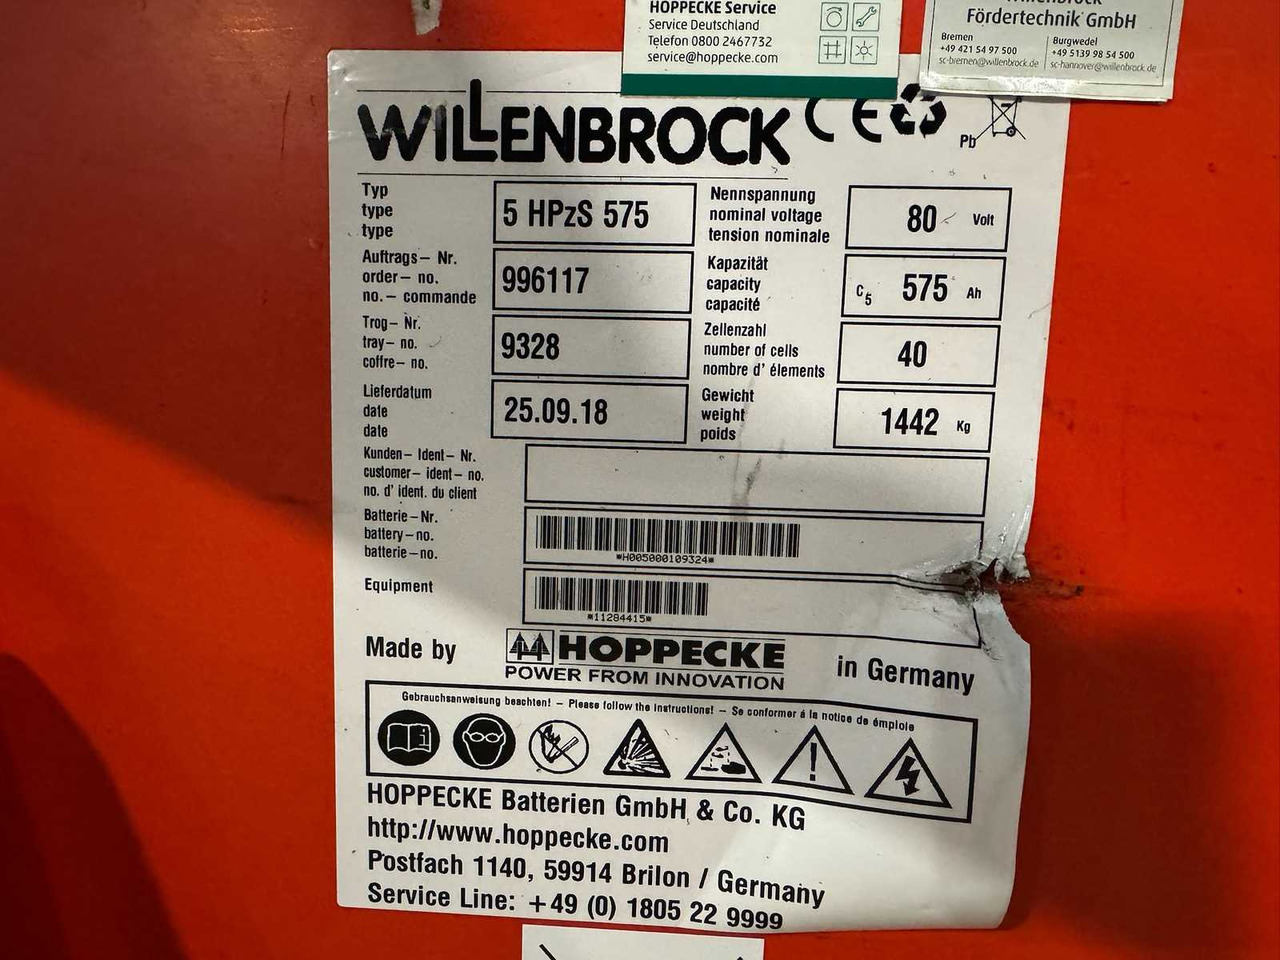 HOPPECKE Service
Service Deutschland
Telefon 0800 2467732
service@hoppecke.com
Willenbrock
Fördertechnik GmbH
Bremen
+49 421 54 97 500
sc-bremen@willenbrock.de
Burgwedel
+49 5139 98 54 500
sc-hannover@willenbrock.de
WILLENBROCK CE
Pb
Typ
type
type
5 HPzS 575
Nennspannung
nominal voltage
tension nominale
80 Volt
Auftrags- Nr.
order- no.
no.- commande
996117
Kapazität
capacity
capacité
C5 575 Ah
Trog- Nr.
tray- no.
coffre- no.
9328
Zellenzahl
number of cells
nombre d' élements
40
Lieferdatum
date
date
25.09.18
Gewicht
weight
poids
1442 Kg
Kunden- Ident- Nr.
customer- ident- no.
no. d' ident. du client
Batterie-Nr.
battery-no.
batterie-no.
*H005000109324*
Equipment
*11284415*
Made by HOPPECKE in Germany
POWER FROM INNOVATION
Gebrauchsanweisung beachten! - Please follow the instructions! - Se conformer á la notice de émploie
HOPPECKE Batterien GmbH & Co. KG
http://www.hoppecke.com
Postfach 1140, 59914 Brilon / Germany
Service Line: +49 (0) 1805 22 9999